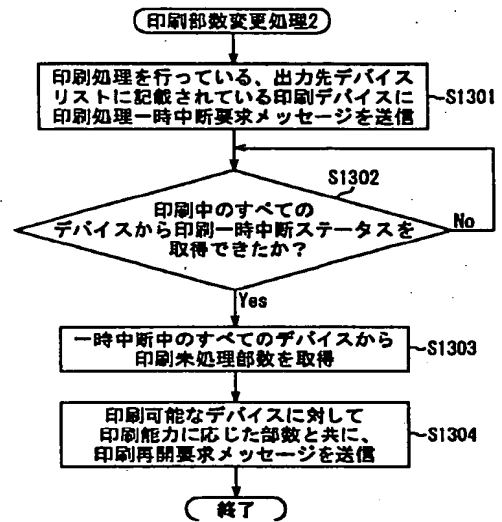 印刷部数変更処理2
印刷処理を行っている、出力先デバイス
リストに記載されている印刷デバイスに
印刷処理一時中断要求メッセージを送信
S1301
S1302
印刷中のすべての
デバイスから印刷一時中断ステータスを
取得できたか？
No
Yes
一時中断中のすべてのデバイスから
印刷未処理部数を取得
S1303
印刷可能なデバイスに対して
印刷能力に応じた部数と共に、
印刷再開要求メッセージを送信
S1304
終了